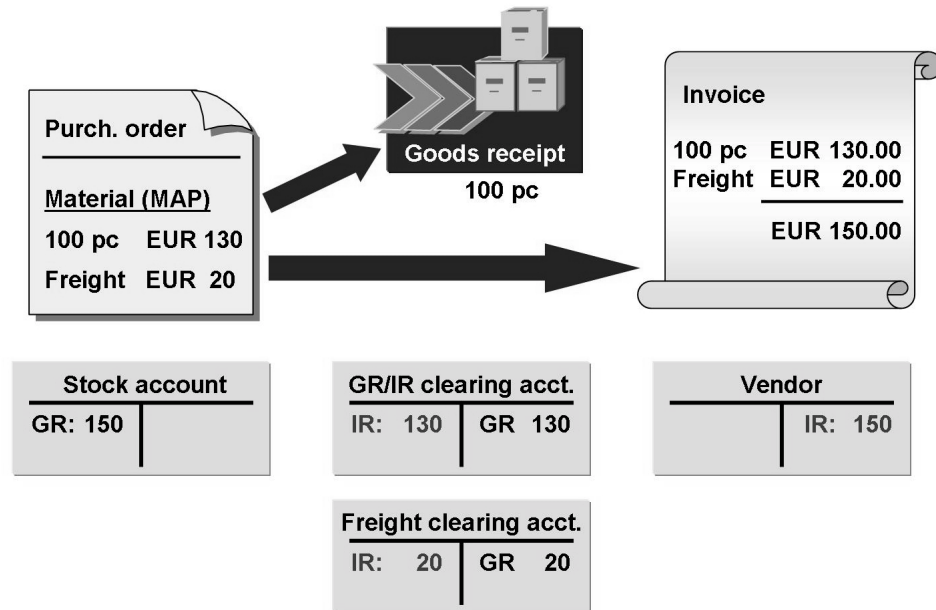 Purch. order
Material (MAP)
100 pc EUR 130
Freight EUR 20
Goods receipt
100 pc
Invoice
100 pc EUR 130.00
Freight EUR 20.00
EUR 150.00
Stock account
GR: 150
GR/IR clearing acct.
IR: 130 GR 130
Vendor
IR: 150
Freight clearing acct.
IR: 20 GR 20